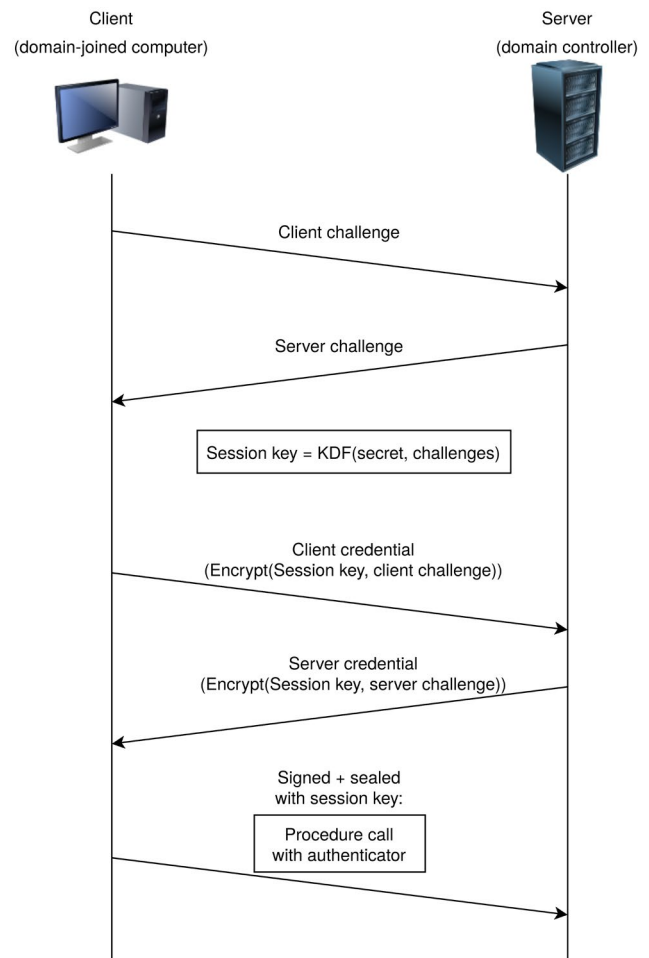 Client
(domain-joined computer)
Server
(domain controller)
Client challenge
Server challenge
Session key = KDF(secret, challenges)
Client credential
(Encrypt(Session key, client challenge))
Server credential
(Encrypt(Session key, server challenge))
Signed + sealed
with session key:
Procedure call
with authenticator